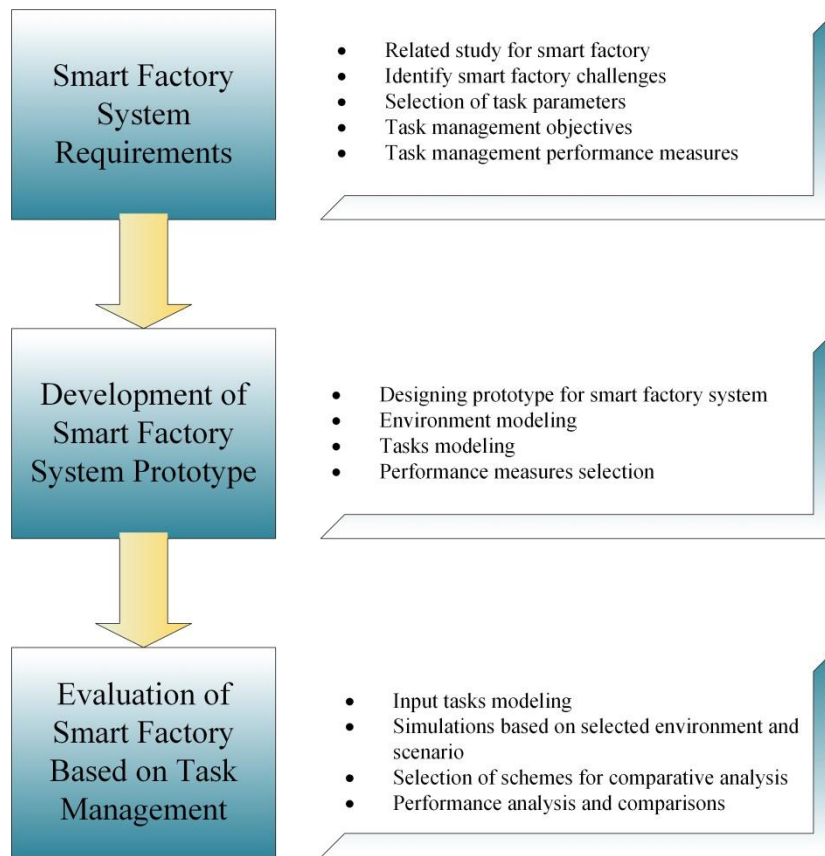 Smart Factory
System
Requirements
• Related study for smart factory
• Identify smart factory challenges
• Selection of task parameters
• Task management objectives
• Task management performance measures
Development of
Smart Factory
System Prototype
• Designing prototype for smart factory system
• Environment modeling
• Tasks modeling
• Performance measures selection
Evaluation of
Smart Factory
Based on Task
Management
• Input tasks modeling
• Simulations based on selected environment and
scenario
• Selection of schemes for comparative analysis
• Performance analysis and comparisons